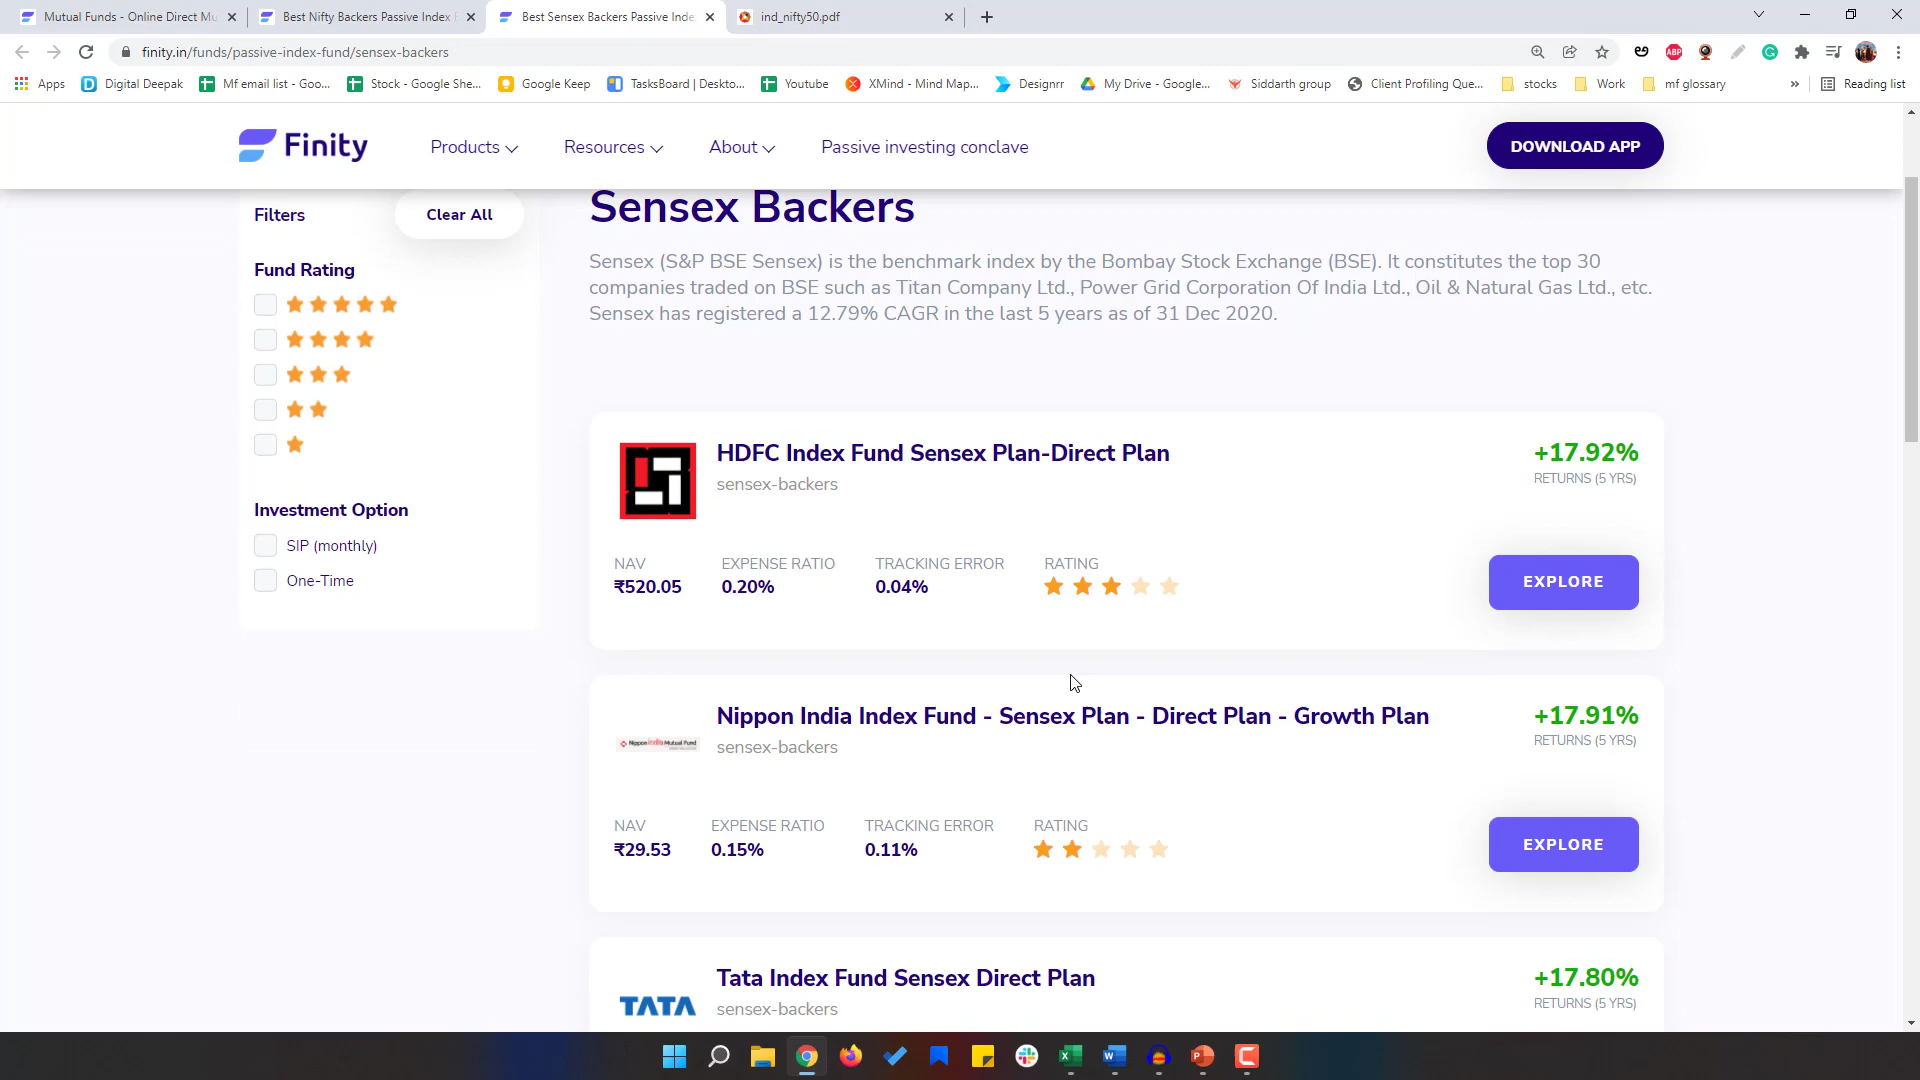 Mutual Funds - Online Direct Mu
Best Nifty Backers Passive Index F
Best Sensex Backers Passive Inde
ind_nifty50.pdf
finity.in/funds/passive-index-fund/sensex-backers
ABP
Apps
Digital Deepak
Mf email list - Goo...
Stock - Google She...
Google Keep
TasksBoard | Deskto...
Youtube
XMind - Mind Map...
Designrr
My Drive - Google...
Siddarth group
Client Profiling Que...
stocks
Work
mf glossary
»
Reading list
Finity
Products
Resources
About
Passive investing conclave
DOWNLOAD APP
Filters
Clear All
Fund Rating
Investment Option
SIP (monthly)
One-Time
Sensex Backers
Sensex (S&P BSE Sensex) is the benchmark index by the Bombay Stock Exchange (BSE). It constitutes the top 30
companies traded on BSE such as Titan Company Ltd., Power Grid Corporation Of India Ltd., Oil & Natural Gas Ltd., etc.
Sensex has registered a 12.79% CAGR in the last 5 years as of 31 Dec 2020.
HDFC Index Fund Sensex Plan-Direct Plan
sensex-backers
+17.92%
RETURNS (5 YRS)
NAV
EXPENSE RATIO
TRACKING ERROR
RATING
₹520.05
0.20%
0.04%
EXPLORE
Nippon India Mutual Fund
Nippon India Index Fund - Sensex Plan - Direct Plan - Growth Plan
sensex-backers
+17.91%
RETURNS (5 YRS)
NAV
EXPENSE RATIO
TRACKING ERROR
RATING
₹29.53
0.15%
0.11%
EXPLORE
TATA
Tata Index Fund Sensex Direct Plan
sensex-backers
+17.80%
RETURNS (5 YRS)